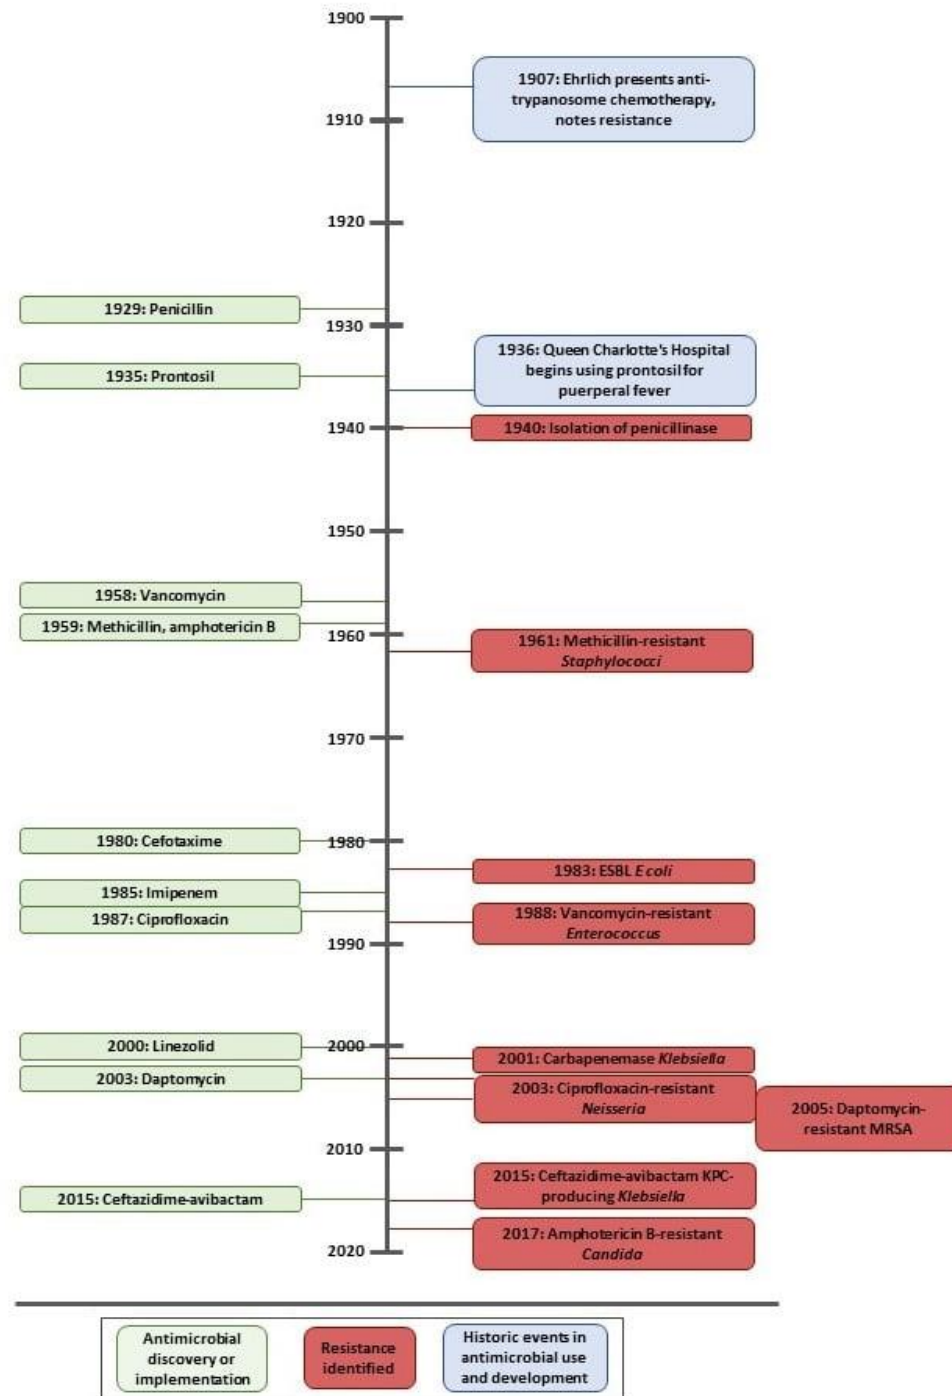 1900
1907: Ehrlich presents anti-
trypanosome chemotherapy,
notes resistance
1910
1920
1929: Penicillin
1930
1936: Queen Charlotte's Hospital
begins using prontosil for
puerperal fever
1935: Prontosil
1940
1940: Isolation of penicillinase
1950
1958: Vancomycin
1959: Methicillin, amphotericin B
1960
1961: Methicillin-resistant
Staphylococci
1970
1980: Cefotaxime
1980
1983: ESBL E coli
1985: Imipenem
1987: Ciprofloxacin
1988: Vancomycin-resistant
Enterococcus
1990
2000: Linezolid
2000
2001: Carbapenemase Klebsiella
2003: Daptomycin
2003: Ciprofloxacin-resistant
Neisseria
2005: Daptomycin-
resistant MRSA
2010
2015: Ceftazidime-avibactam
2015: Ceftazidime-avibactam KPC-
producing Klebsiella
2017: Amphotericin B-resistant
Candida
2020
Antimicrobial
discovery or
implementation
Resistance
identified
Historic events in
antimicrobial use
and development